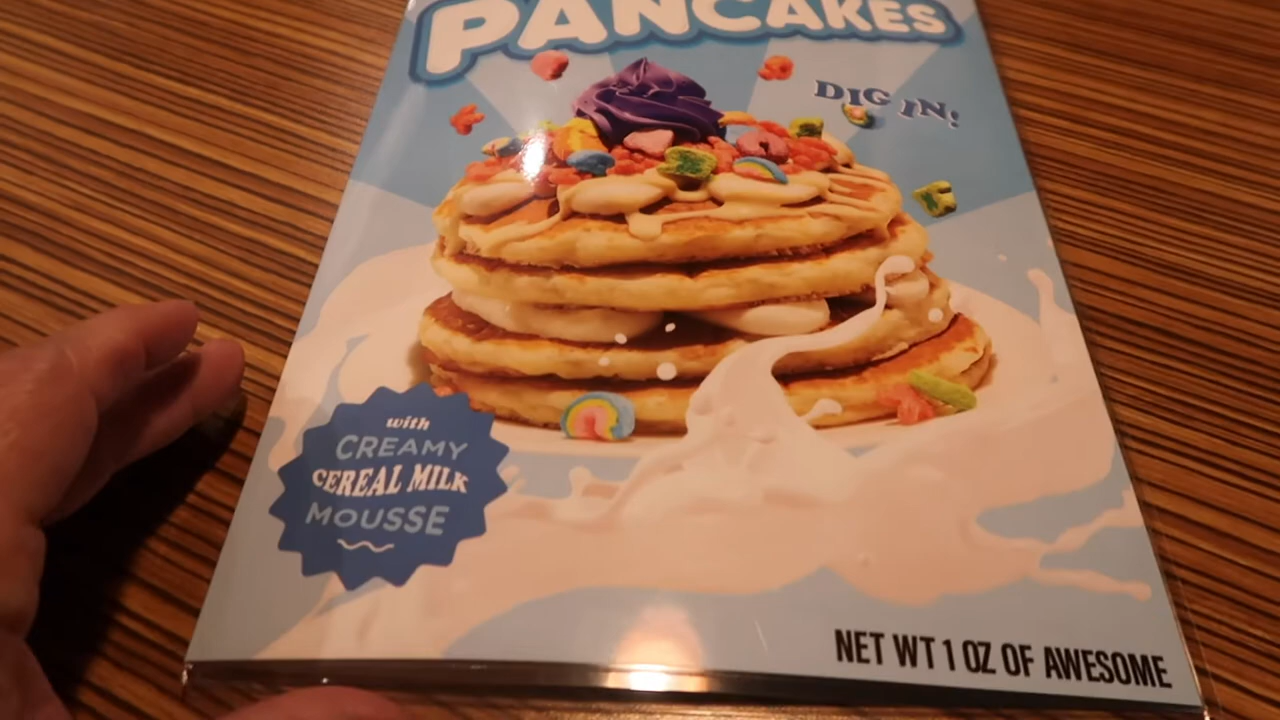 PANCAKES
DIG IN!
with
CREAMY
CEREAL MILK
MOUSSE
NET WT 1 OZ OF AWESOME